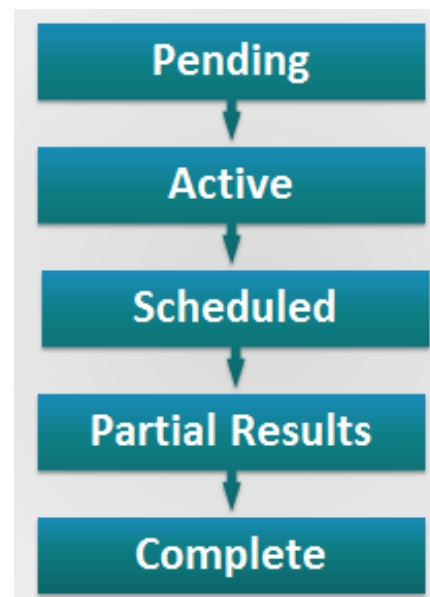 Pending
Active
Scheduled
Partial Results
Complete